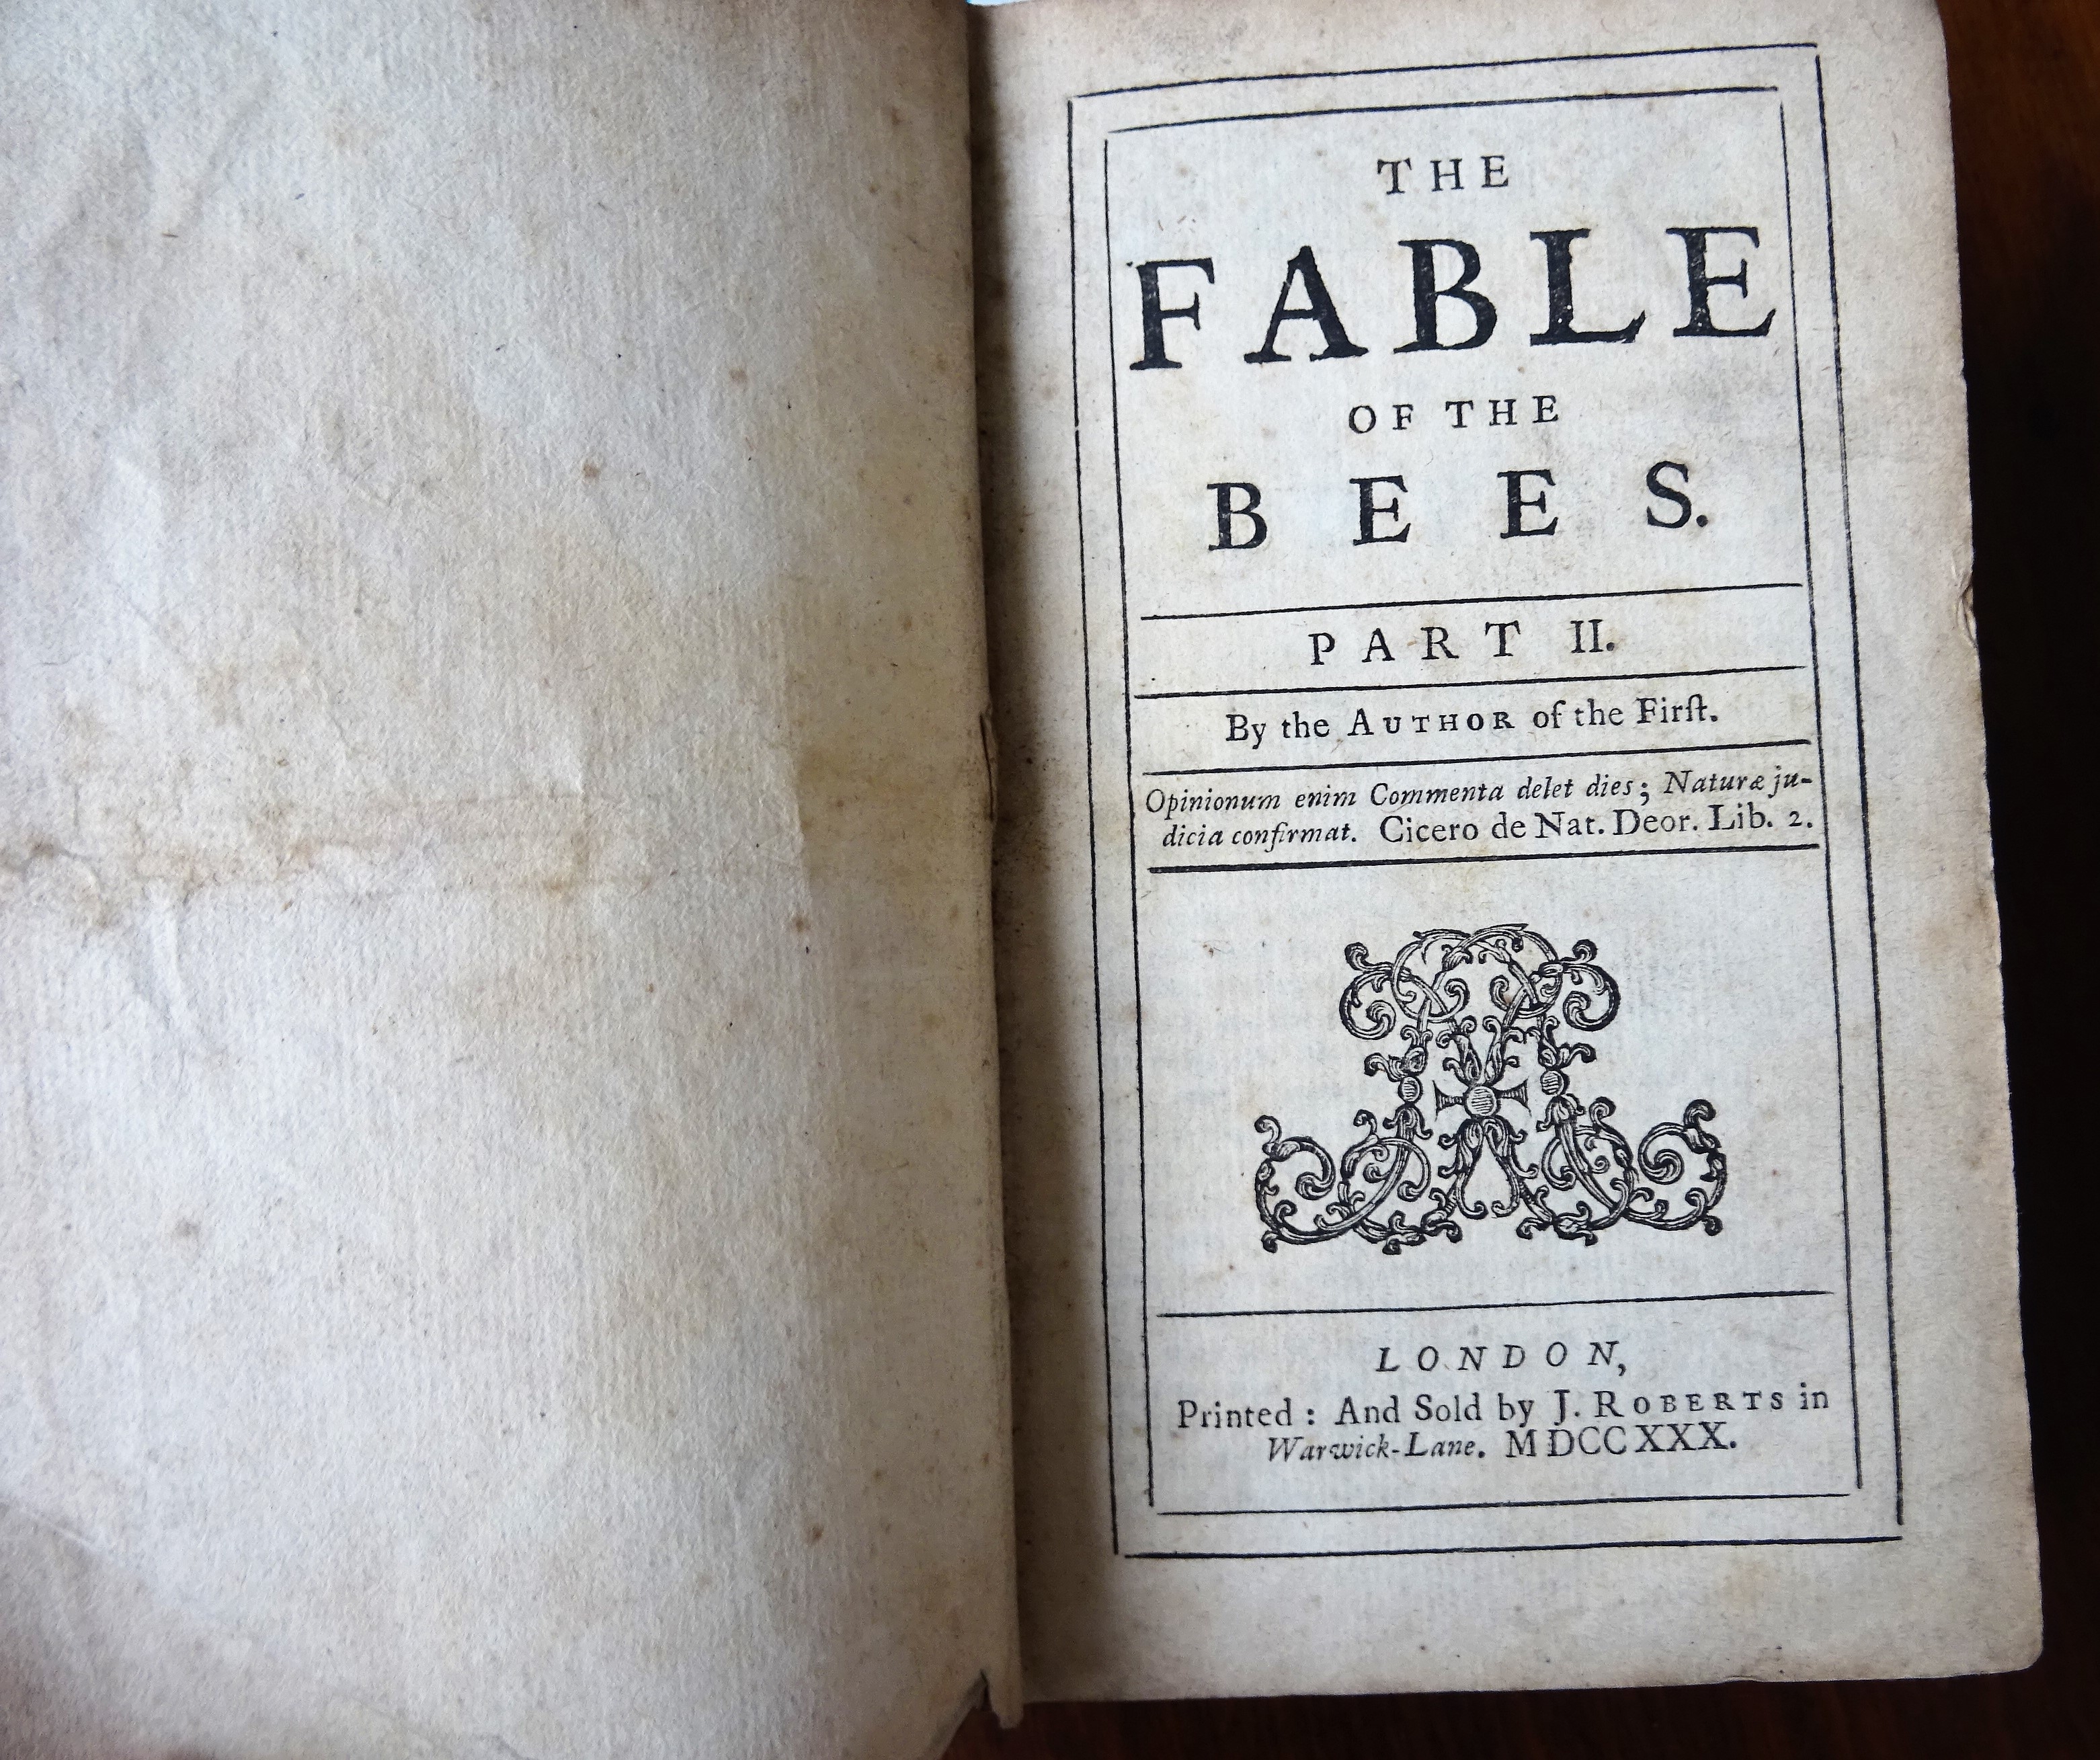 THE
FABLE
OF THE
BEES.
PART II.
By the AUTHOR of the Firſt.
Opinionum enim Commenta delet dies; Naturæ ju-
dicia confirmat. Cicero de Nat. Deor. Lib. 2.
LONDON,
Printed: And Sold by J. ROBERTS in
Warwick-Lane. MDCCXXX.